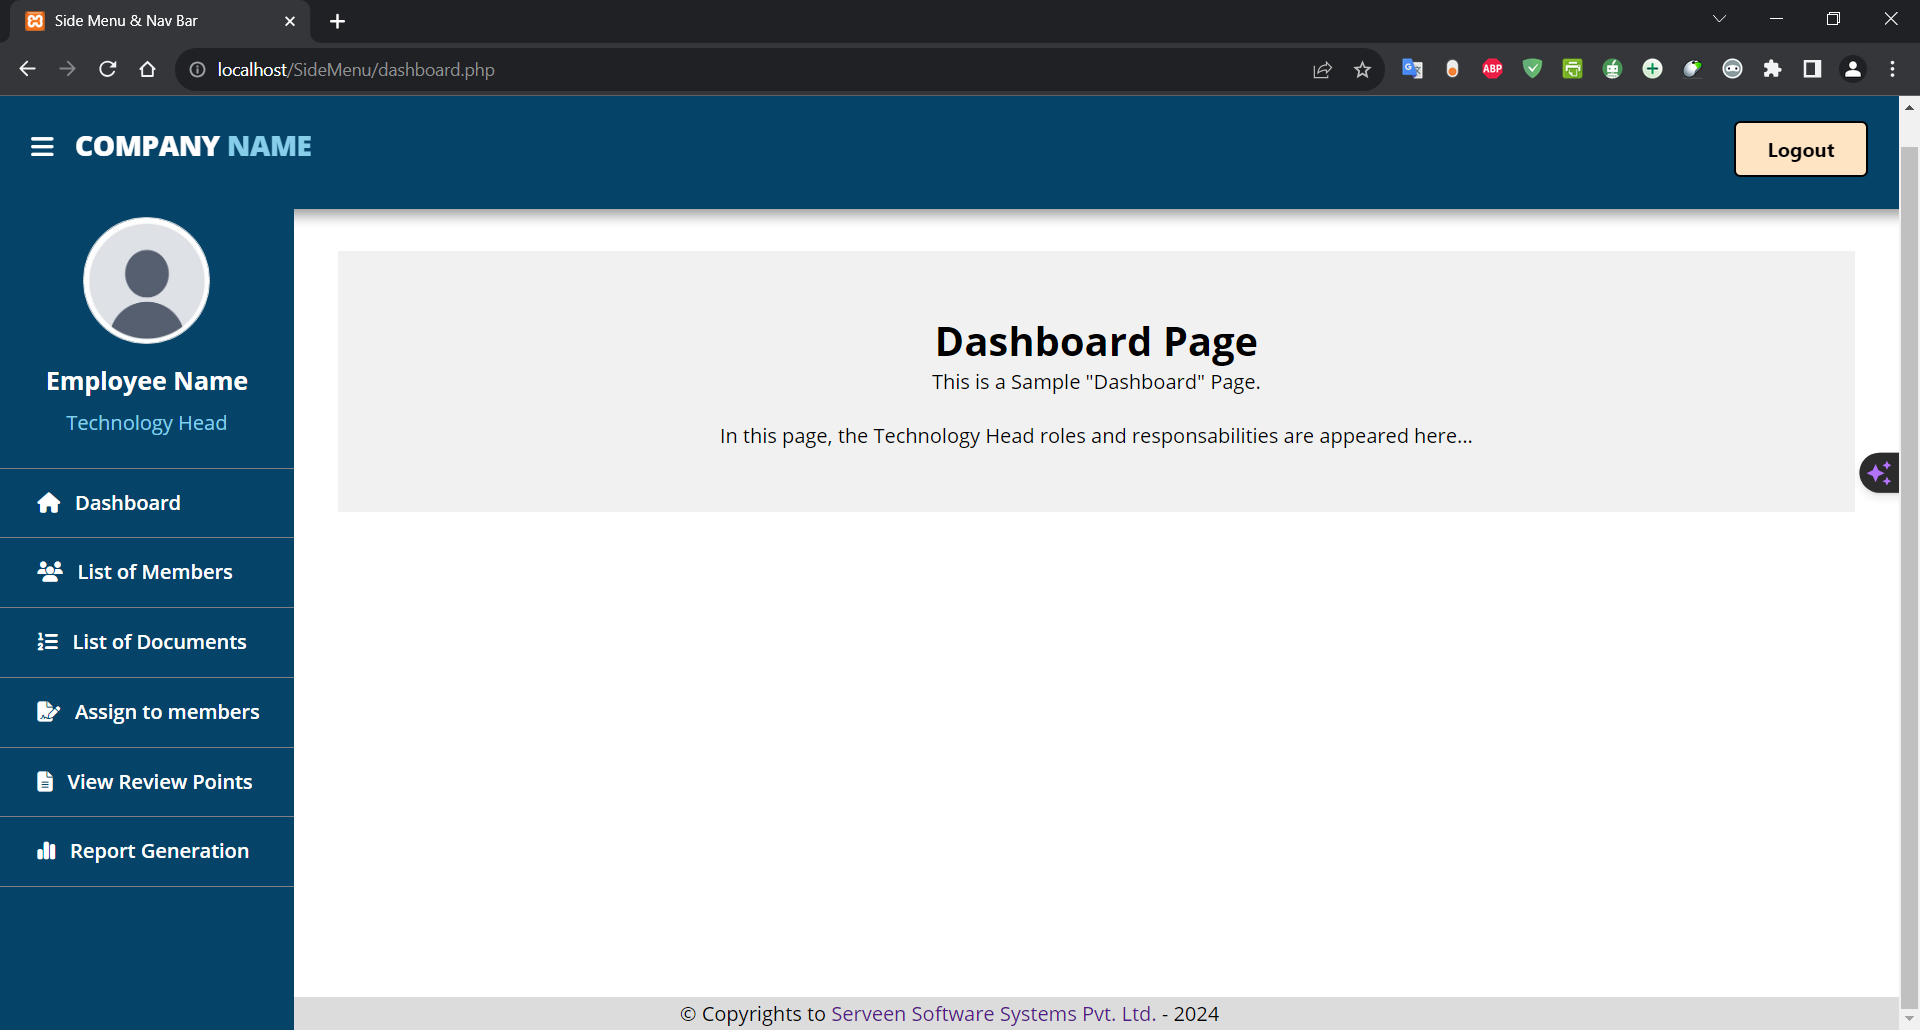 Side Menu & Nav Bar
localhost/SideMenu/dashboard.php
ABP
COMPANY NAME
Logout
Employee Name
Technology Head
Dashboard
List of Members
List of Documents
Assign to members
View Review Points
Report Generation
Dashboard Page
This is a Sample "Dashboard" Page.
In this page, the Technology Head roles and responsabilities are appeared here...
© Copyrights to Serveen Software Systems Pvt. Ltd. - 2024